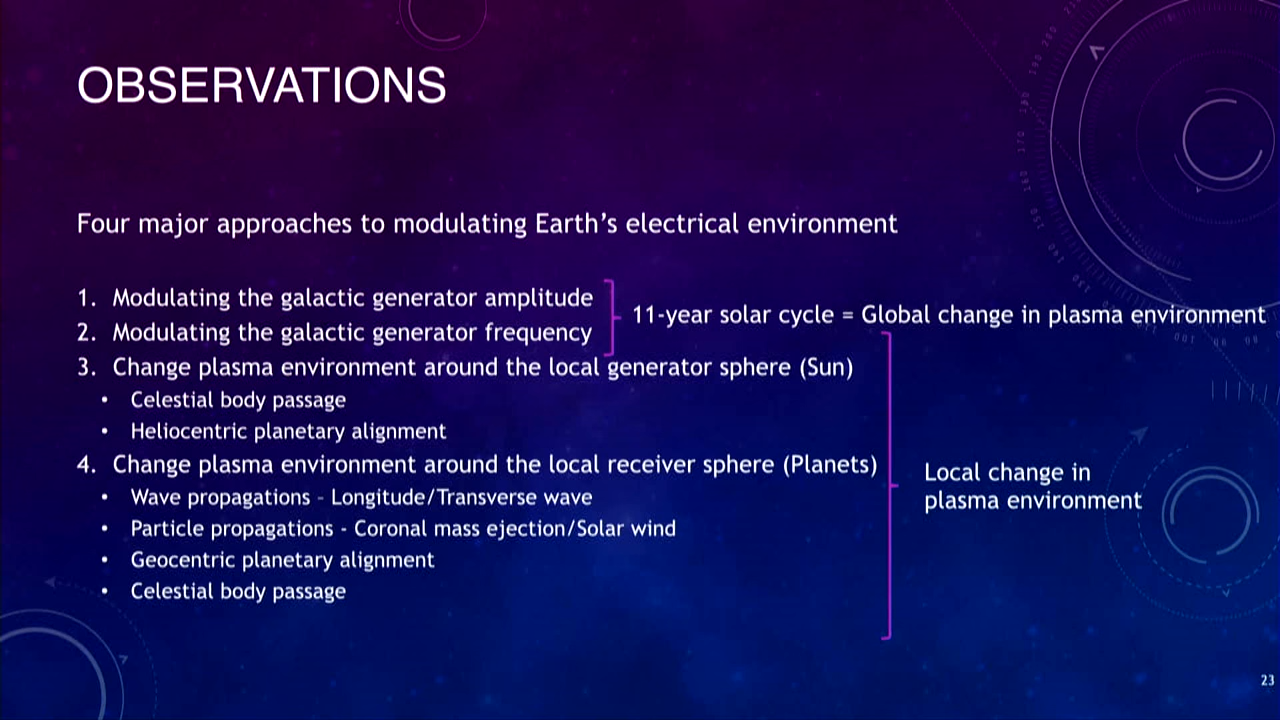 OBSERVATIONS
Four major approaches to modulating Earth's electrical environment
1. Modulating the galactic generator amplitude
2. Modulating the galactic generator frequency
11-year solar cycle = Global change in plasma environment
3. Change plasma environment around the local generator sphere (Sun)
• Celestial body passage
• Heliocentric planetary alignment
4. Change plasma environment around the local receiver sphere (Planets)
• Wave propagations - Longitude/Transverse wave
• Particle propagations - Coronal mass ejection/Solar wind
• Geocentric planetary alignment
• Celestial body passage
Local change in
plasma environment
23